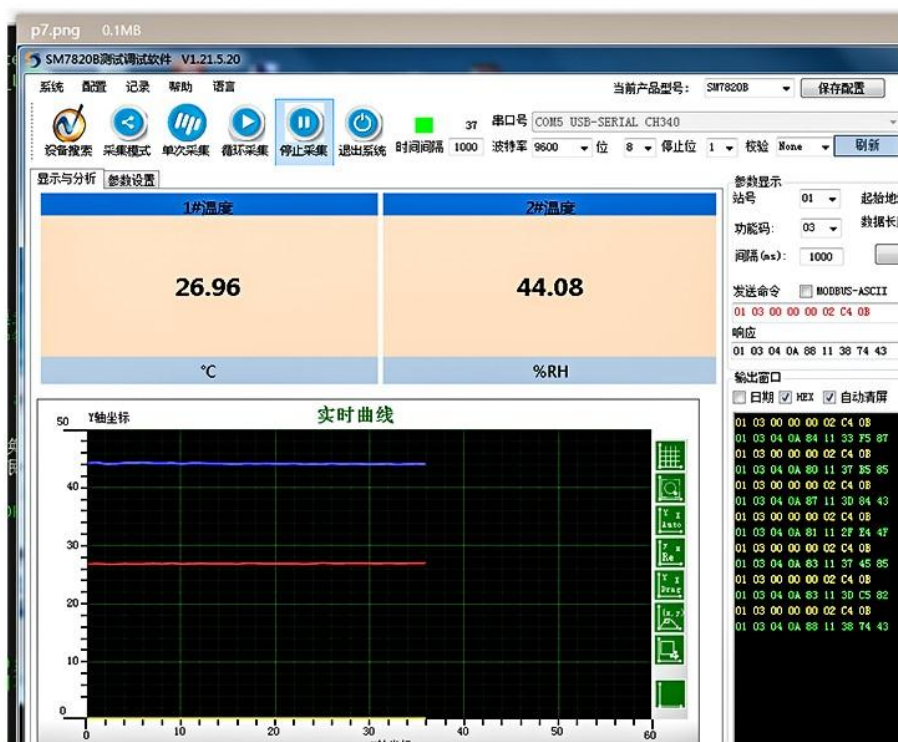 p7.png 0.1MB
SM7820B测试调试软件 V1.21.5.20
系统 配置 记录 帮助 语言
当前产品型号: SM7820B 保存配置
设备搜索 采集模式 单次采集 循环采集 停止采集 退出系统
37 串口号 COM5 USB-SERIAL CH340
时间间隔 1000 波特率 9600 位 8 停止位 1 校验 None 刷新
显示与分析 参数设置
1#温度 2#温度
26.96 44.08
℃ %RH
实时曲线
Y轴坐标
50
40
30
20
10
0
0 10 20 30 40 50 60
Y X Auto
Y X Re
Y X Drag
(x,y)
参数显示
站号 01 起始地
功能码: 03 数据长
间隔(ms): 1000
发送命令 MODBUS-ASCII
01 03 00 00 00 02 C4 0B
响应
01 03 04 0A 88 11 38 74 43
输出窗口
日期 HEX 自动清屏
01 03 00 00 00 02 C4 0B
01 03 04 0A 84 11 33 F5 87
01 03 00 00 00 02 C4 0B
01 03 04 0A 80 11 37 B5 85
01 03 00 00 00 02 C4 0B
01 03 04 0A 87 11 3D 84 43
01 03 00 00 00 02 C4 0B
01 03 04 0A 81 11 2F E4 4F
01 03 00 00 00 02 C4 0B
01 03 04 0A 83 11 37 45 85
01 03 00 00 00 02 C4 0B
01 03 04 0A 83 11 3D C5 82
01 03 00 00 00 02 C4 0B
01 03 04 0A 88 11 38 74 43